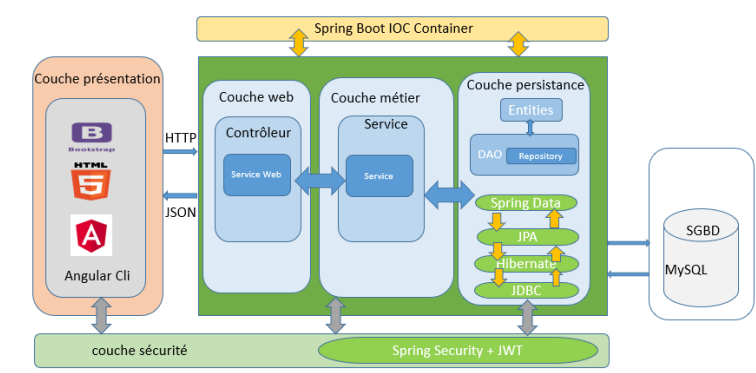 Spring Boot IOC Container
Couche présentation
Bootstrap
HTML
5
Angular Cli
HTTP
JSON
Couche web
Contrôleur
Service Web
Couche métier
Service
Service
Couche persistance
Entities
DAO
Repository
Spring Data
JPA
Hibernate
JDBC
SGBD
MySQL
couche sécurité
Spring Security + JWT